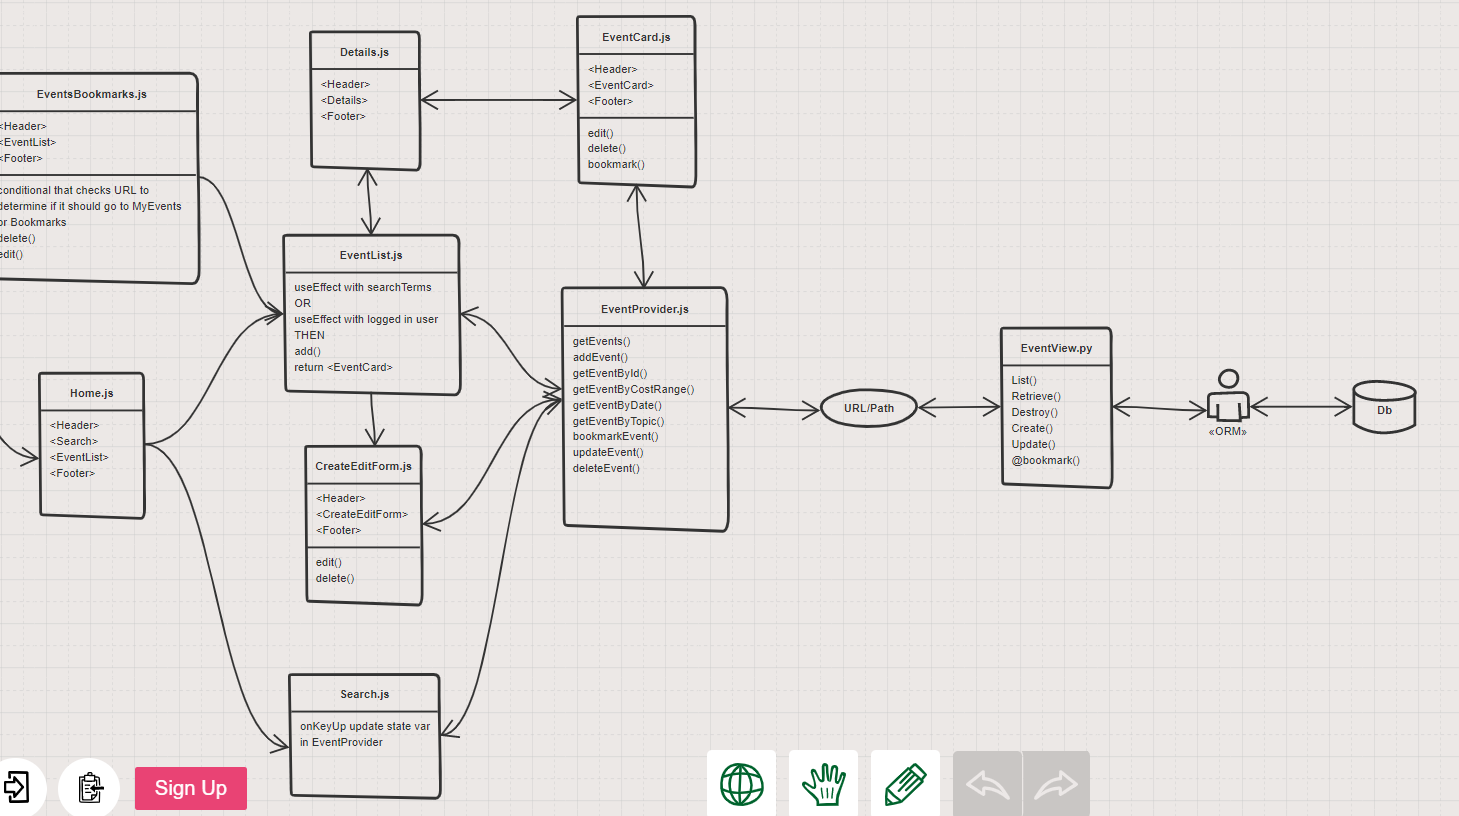 Details.js
<Header>
<Details>
<Footer>
EventCard.js
<Header>
<EventCard>
<Footer>
edit()
delete()
bookmark()
EventsBookmarks.js
<Header>
<EventList>
<Footer>
conditional that checks URL to
determine if it should go to MyEvents
or Bookmarks
delete()
edit()
EventList.js
useEffect with searchTerms
OR
useEffect with logged in user
THEN
add()
return <EventCard>
EventProvider.js
getEvents()
addEvent()
getEventById()
getEventByCostRange()
getEventByDate()
getEventByTopic()
bookmarkEvent()
updateEvent()
deleteEvent()
URL/Path
EventView.py
List()
Retrieve()
Destroy()
Create()
Update()
@bookmark()
«ORM»
Db
Home.js
<Header>
<Search>
<EventList>
<Footer>
CreateEditForm.js
<Header>
<CreateEditForm>
<Footer>
edit()
delete()
Search.js
onKeyUp update state var
in EventProvider
Sign Up